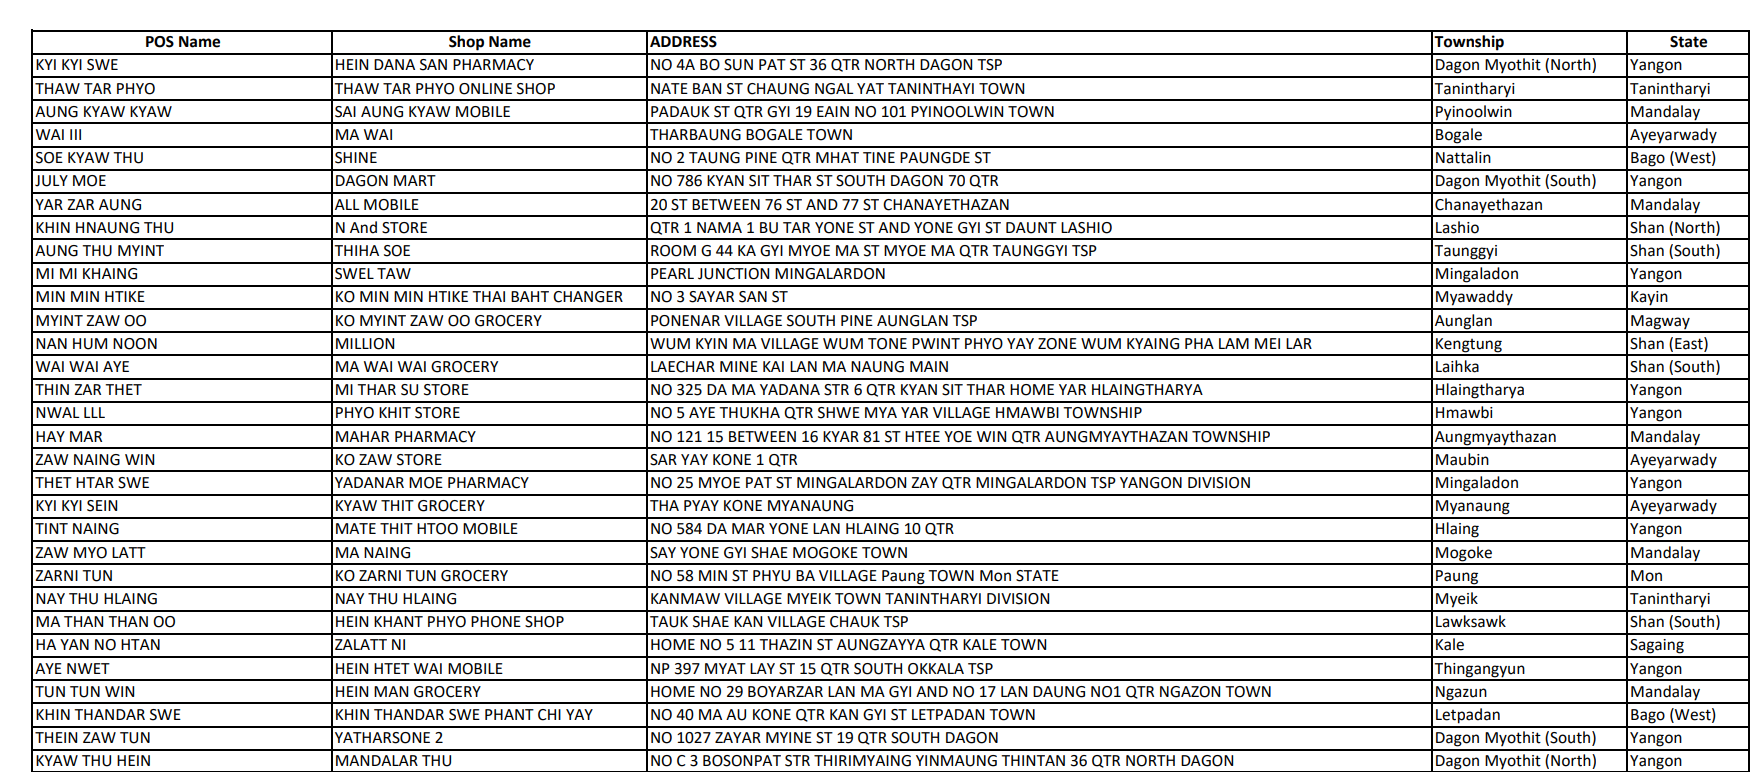 POS Name Shop Name ADDRESS Township State
KYI KYI SWE HEIN DANA SAN PHARMACY NO 4A BO SUN PAT ST 36 QTR NORTH DAGON TSP Dagon Myothit (North) Yangon
THAW TAR PHYO THAW TAR PHYO ONLINE SHOP NATE BAN ST CHAUNG NGAL YAT TANINTHAYI TOWN Tanintharyi Tanintharyi
AUNG KYAW KYAW SAI AUNG KYAW MOBILE PADAUK ST QTR GYI 19 EAIN NO 101 PYINOOLWIN TOWN Pyinoolwin Mandalay
WAI III MA WAI THARBAUNG BOGALE TOWN Bogale Ayeyarwady
SOE KYAW THU SHINE NO 2 TAUNG PINE QTR MHAT TINE PAUNGDE ST Nattalin Bago (West)
JULY MOE DAGON MART NO 786 KYAN SIT THAR ST SOUTH DAGON 70 QTR Dagon Myothit (South) Yangon
YAR ZAR AUNG ALL MOBILE 20 ST BETWEEN 76 ST AND 77 ST CHANAYETHAZAN Chanayethazan Mandalay
KHIN HNAUNG THU N And STORE QTR 1 NAMA 1 BU TAR YONE ST AND YONE GYI ST DAUNT LASHIO Lashio Shan (North)
AUNG THU MYINT THIHA SOE ROOM G 44 KA GYI MYOE MA ST MYOE MA QTR TAUNGGYI TSP Taunggyi Shan (South)
MI MI KHAING SWEL TAW PEARL JUNCTION MINGALARDON Mingaladon Yangon
MIN MIN HTIKE KO MIN MIN HTIKE THAI BAHT CHANGER NO 3 SAYAR SAN ST Myawaddy Kayin
MYINT ZAW OO KO MYINT ZAW OO GROCERY PONENAR VILLAGE SOUTH PINE AUNGLAN TSP Aunglan Magway
NAN HUM NOON MILLION WUM KYIN MA VILLAGE WUM TONE PWINT PHYO YAY ZONE WUM KYAING PHA LAM MEI LAR Kengtung Shan (East)
WAI WAI AYE MA WAI WAI GROCERY LAECHAR MINE KAI LAN MA NAUNG MAIN Laihka Shan (South)
THIN ZAR THET MI THAR SU STORE NO 325 DA MA YADANA STR 6 QTR KYAN SIT THAR HOME YAR HLAINGTHARYA Hlaingtharya Yangon
NWAL LLL PHYO KHIT STORE NO 5 AYE THUKHA QTR SHWE MYA YAR VILLAGE HMAWBI TOWNSHIP Hmawbi Yangon
HAY MAR MAHAR PHARMACY NO 121 15 BETWEEN 16 KYAR 81 ST HTEE YOE WIN QTR AUNGMYAYTHAZAN TOWNSHIP Aungmyaythazan Mandalay
ZAW NAING WIN KO ZAW STORE SAR YAY KONE 1 QTR Maubin Ayeyarwady
THET HTAR SWE YADANAR MOE PHARMACY NO 25 MYOE PAT ST MINGALARDON ZAY QTR MINGALARDON TSP YANGON DIVISION Mingaladon Yangon
KYI KYI SEIN KYAW THIT GROCERY THA PYAY KONE MYANAUNG Myanaung Ayeyarwady
TINT NAING MATE THIT HTOO MOBILE NO 584 DA MAR YONE LAN HLAING 10 QTR Hlaing Yangon
ZAW MYO LATT MA NAING SAY YONE GYI SHAE MOGOKE TOWN Mogoke Mandalay
ZARNI TUN KO ZARNI TUN GROCERY NO 58 MIN ST PHYU BA VILLAGE Paung TOWN Mon STATE Paung Mon
NAY THU HLAING NAY THU HLAING KANMAW VILLAGE MYEIK TOWN TANINTHARYI DIVISION Myeik Tanintharyi
MA THAN THAN OO HEIN KHANT PHYO PHONE SHOP TAUK SHAE KAN VILLAGE CHAUK TSP Lawksawk Shan (South)
HA YAN NO HTAN ZALATT NI HOME NO 5 11 THAZIN ST AUNGZAYYA QTR KALE TOWN Kale Sagaing
AYE NWET HEIN HTET WAI MOBILE NP 397 MYAT LAY ST 15 QTR SOUTH OKKALA TSP Thingangyun Yangon
TUN TUN WIN HEIN MAN GROCERY HOME NO 29 BOYARZAR LAN MA GYI AND NO 17 LAN DAUNG NO1 QTR NGAZON TOWN Ngazun Mandalay
KHIN THANDAR SWE KHIN THANDAR SWE PHANT CHI YAY NO 40 MA AU KONE QTR KAN GYI ST LETPADAN TOWN Letpadan Bago (West)
THEIN ZAW TUN YATHARSONE 2 NO 1027 ZAYAR MYINE ST 19 QTR SOUTH DAGON Dagon Myothit (South) Yangon
KYAW THU HEIN MANDALAR THU NO C 3 BOSONPAT STR THIRIMYAING YINMAUNG THINTAN 36 QTR NORTH DAGON Dagon Myothit (North) Yangon